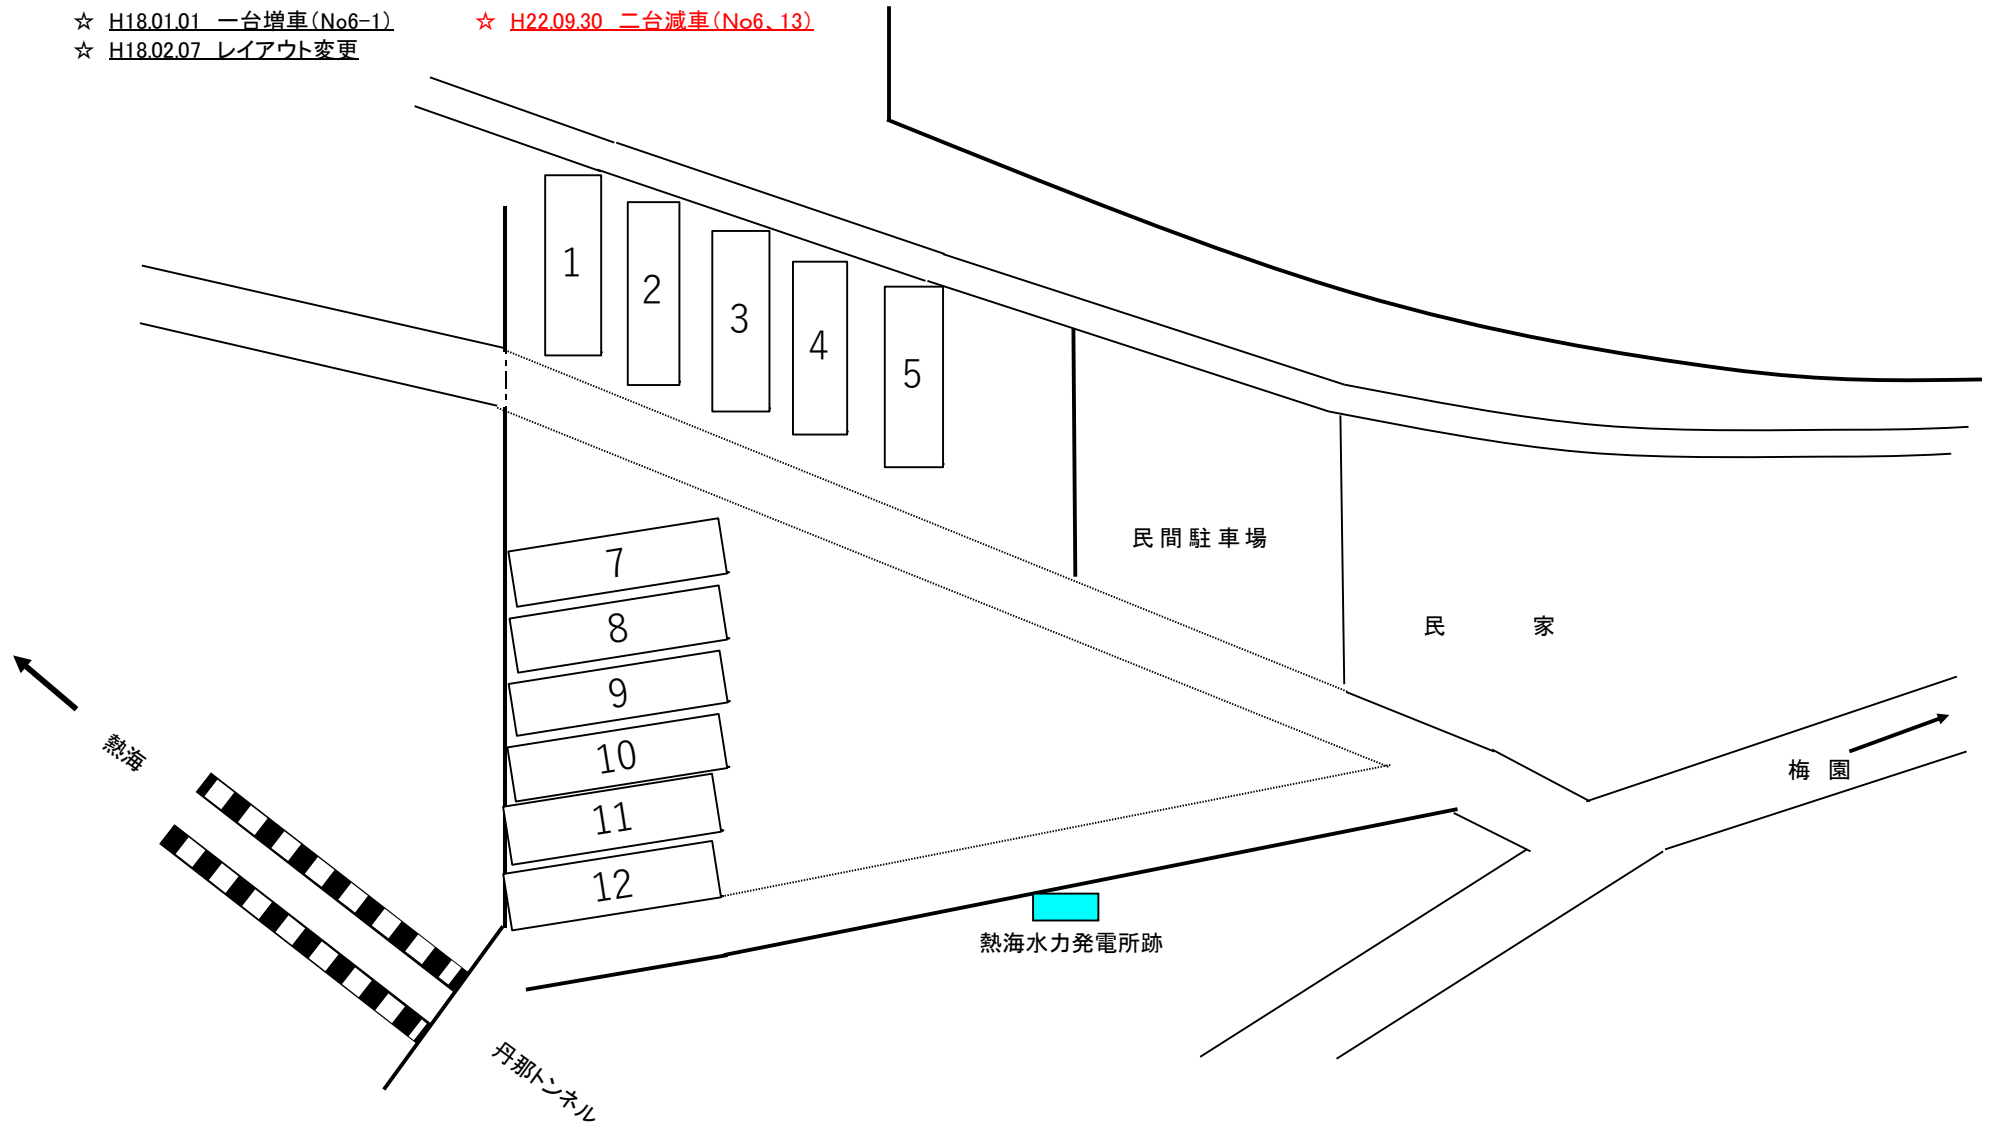 ☆ H18.01.01 一台増車（No6-1）
☆ H22.09.30 二台減車（No6、13）
☆ H18.02.07 レイアウト変更
1
2
3
4
5
民間駐車場
7
8
民 家
9
熱海
10
梅 園
11
12
熱海水力発電所跡
丹那トンネル